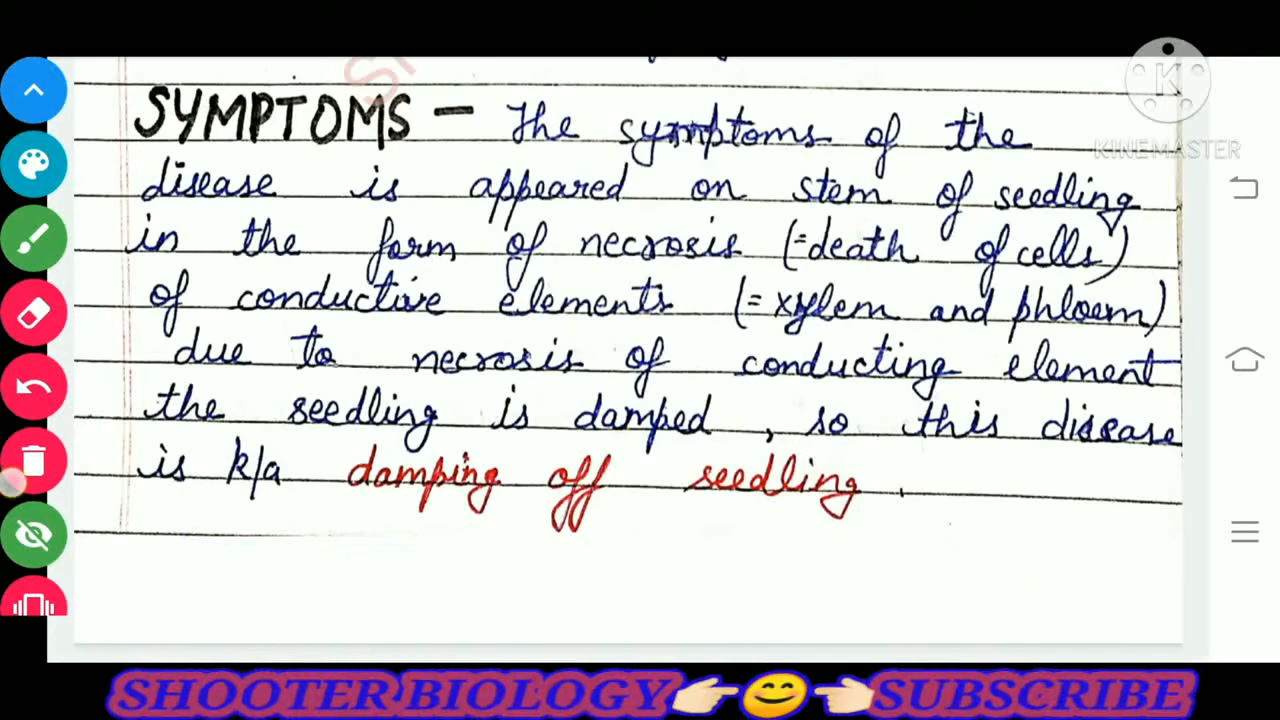 KINEMASTER
SYMPTOMS — The symptoms of the
disease is appeared on stem of seedling
in the form of necrosis (=death of cells)
of conductive elements (= xylem and phloem)
due to necrosis of conducting element
the seedling is damped, so this disease
is k/a damping off seedling.
SHOOTER BIOLOGY👉🏻😊👈🏻SUBSCRIBE